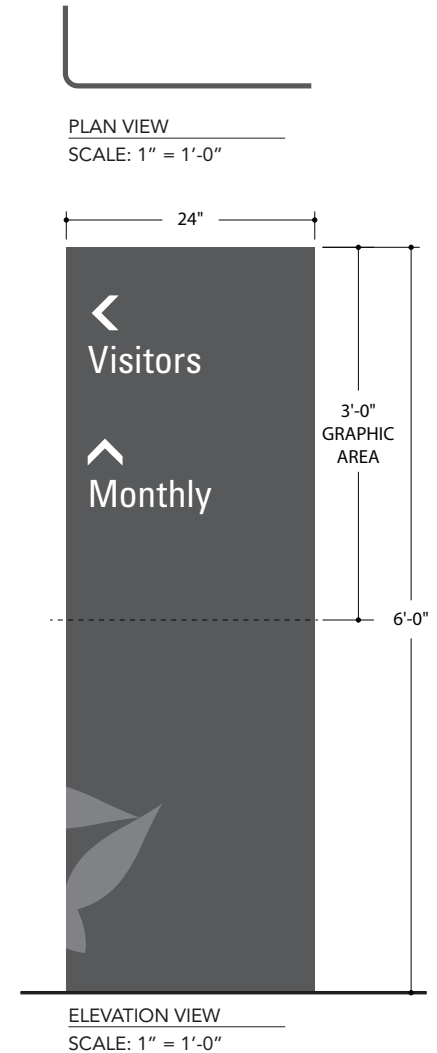 PLAN VIEW
SCALE: 1” = 1’-0”
24"
Visitors
Monthly
3'-0"
GRAPHIC
AREA
6'-0"
ELEVATION VIEW
SCALE: 1” = 1’-0”